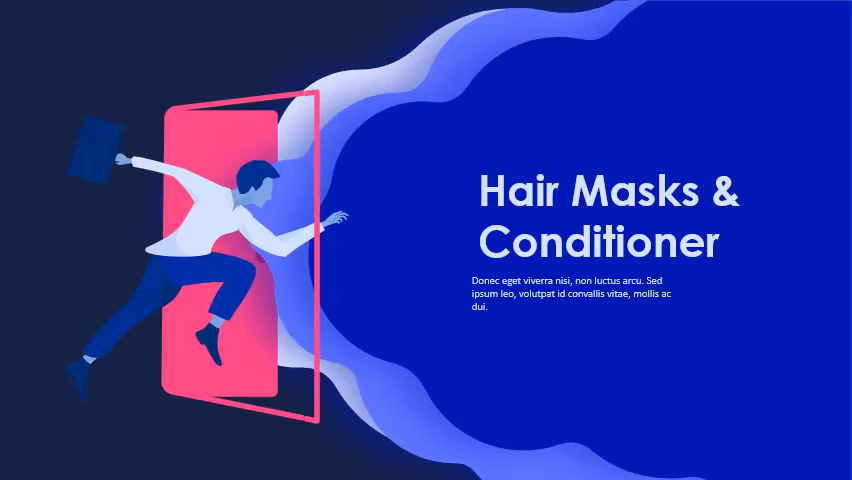 Hair Masks &
Conditioner
Donec eget viverra nisi, non luctus arcu. Sed
ipsum leo, volutpat id convallis vitae, mollis ac
dui.